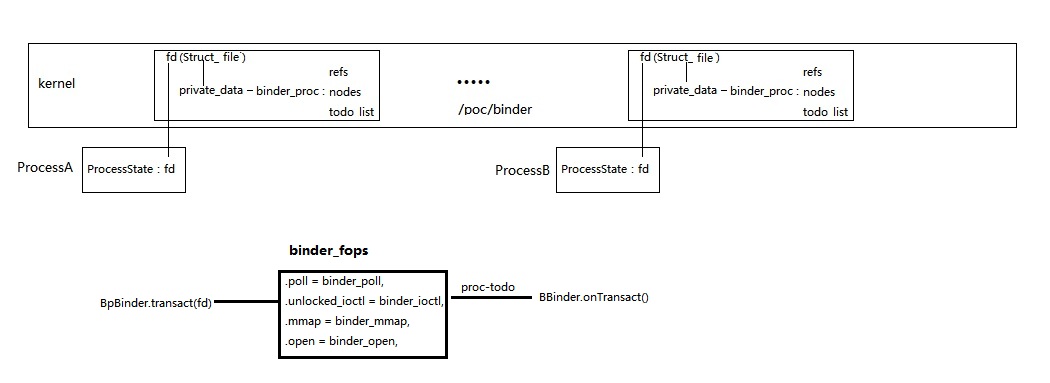 fd (Struct_ file) fd (Struct_ file)
refs refs
kernel private_data – binder_proc : nodes ..... private_data – binder_proc : nodes
/poc/binder
todo list todo list
ProcessA ProcessState : fd ProcessB ProcessState : fd
binder_fops
.poll = binder_poll,
.unlocked_ioctl = binder_ioctl,
.mmap = binder_mmap,
.open = binder_open,
BpBinder.transact(fd)
proc-todo
BBinder.onTransact()